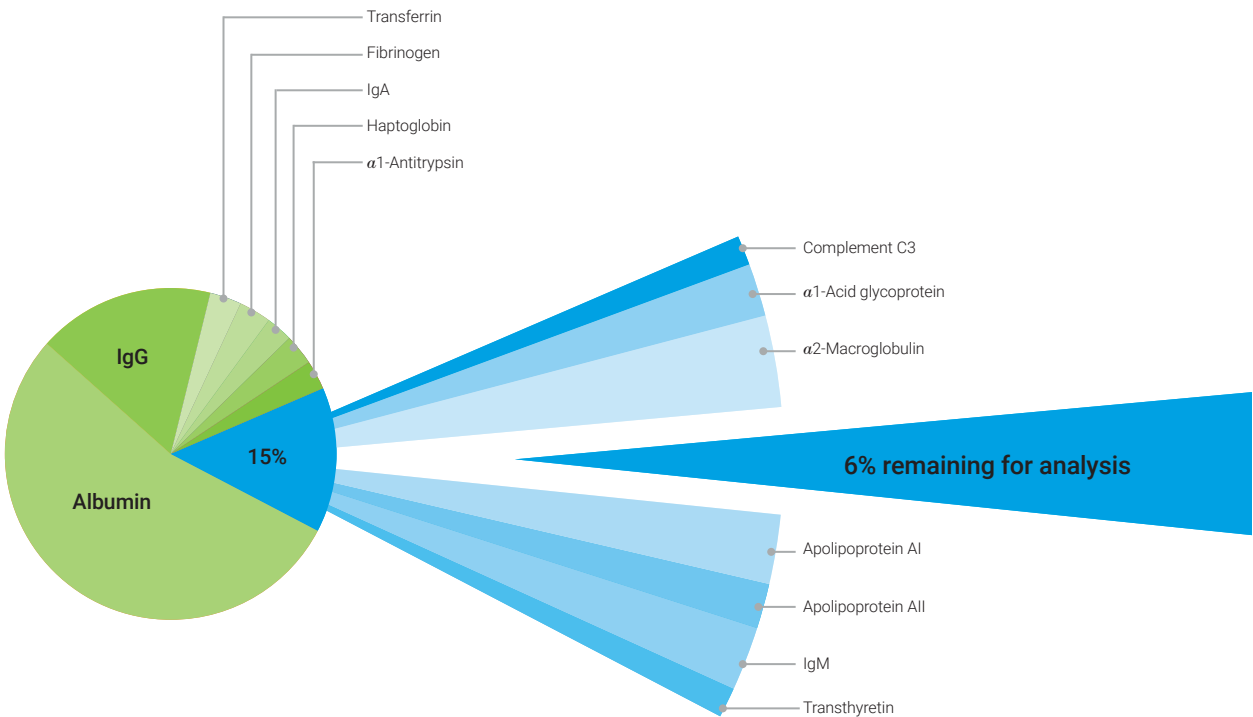 Transferrin
Fibrinogen
IgA
Haptoglobin
α1-Antitrypsin
Complement C3
α1-Acid glycoprotein
α2-Macroglobulin
IgG
15%
6% remaining for analysis
Albumin
Apolipoprotein AI
Apolipoprotein AII
IgM
Transthyretin